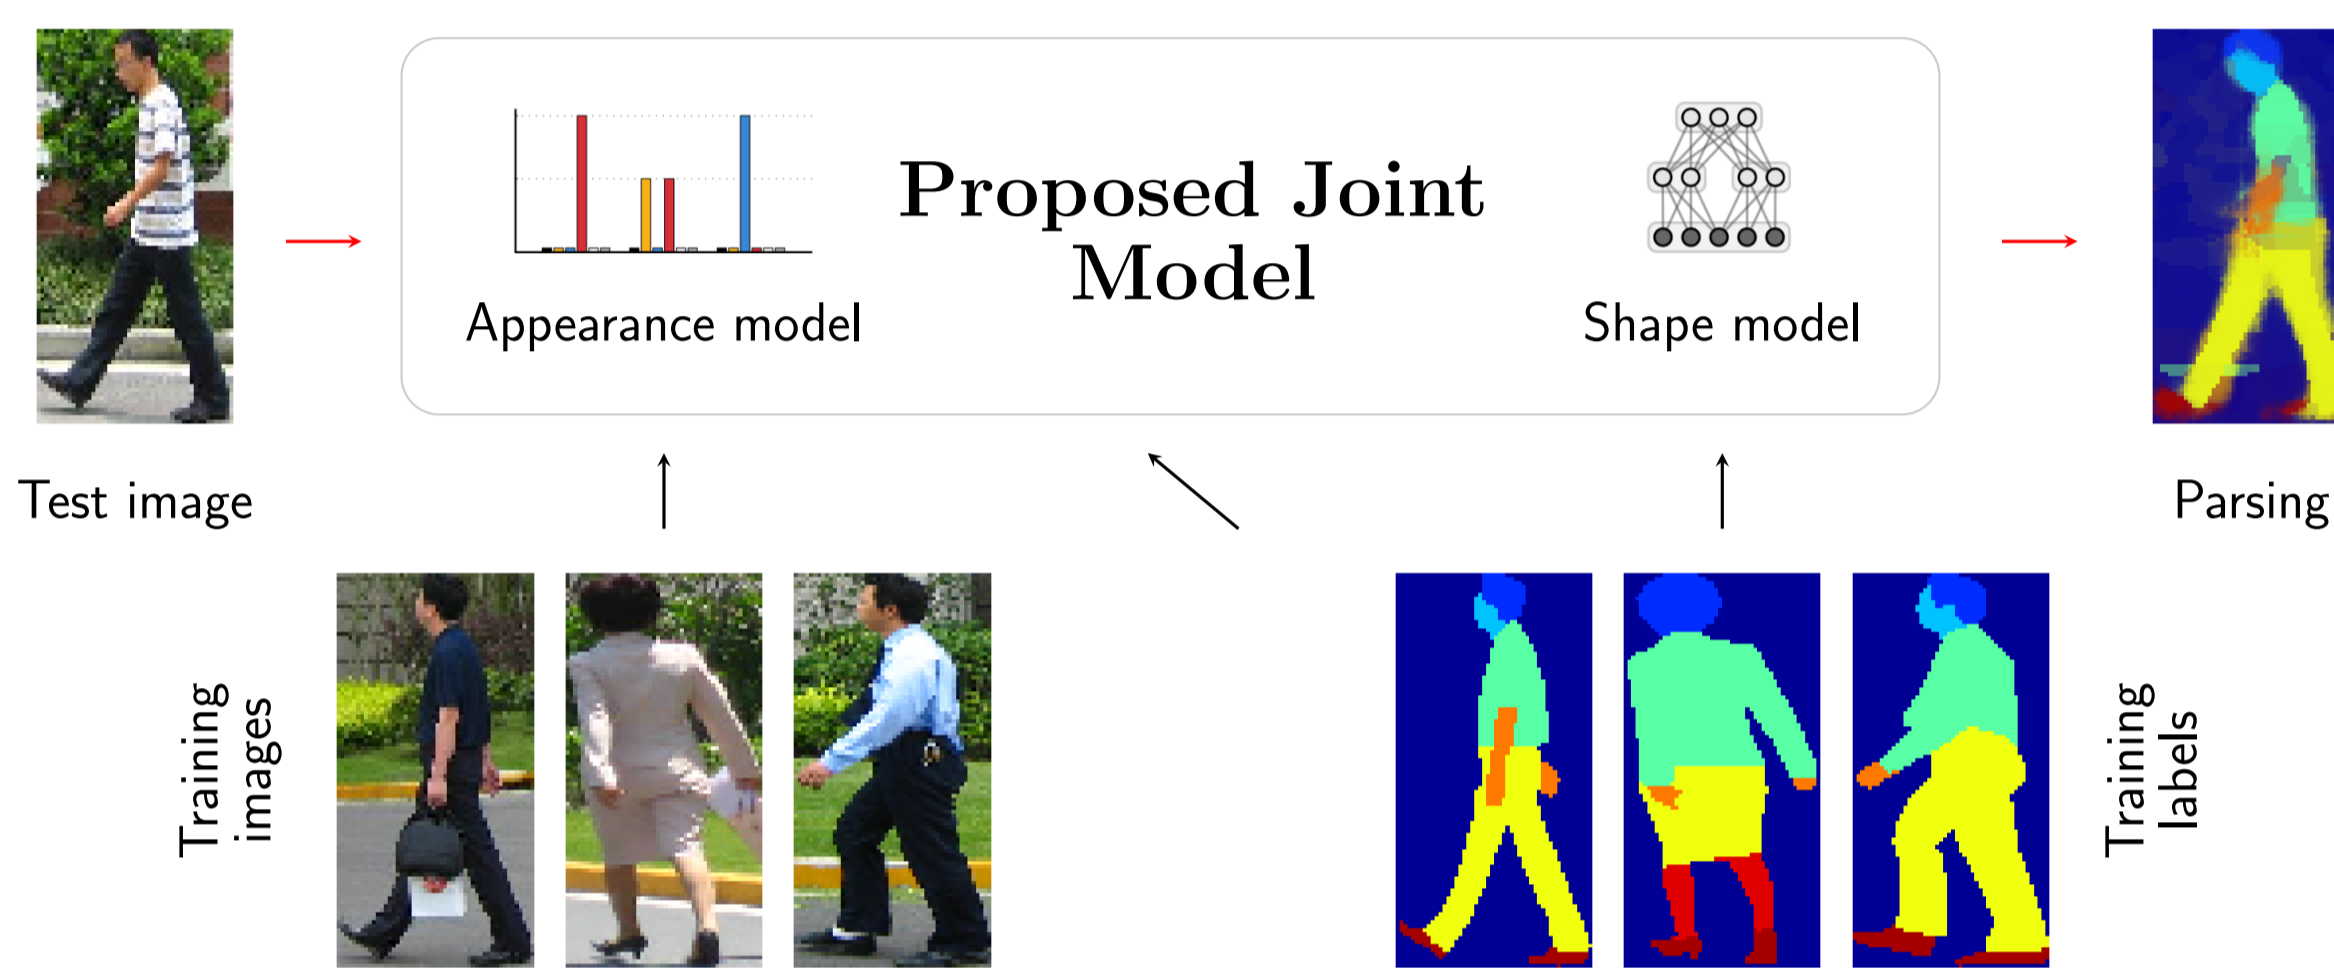 Proposed Joint
Model
Appearance model
Shape model
Test image
Parsing
Training
images
Training
labels